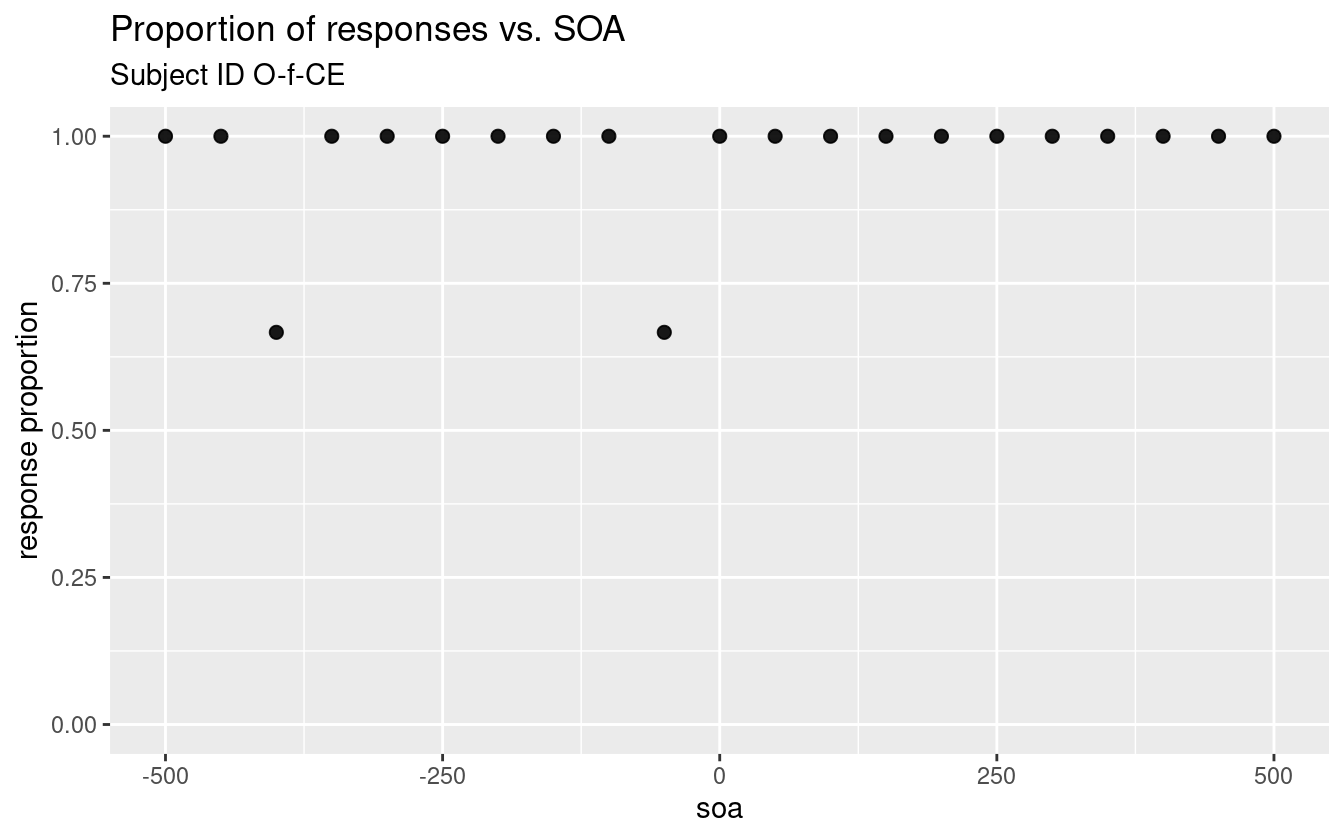 Proportion of responses vs. SOA
Subject ID O-f-CE
response proportion
1.00
0.75
0.50
0.25
0.00
-500 -250 0 250 500
soa